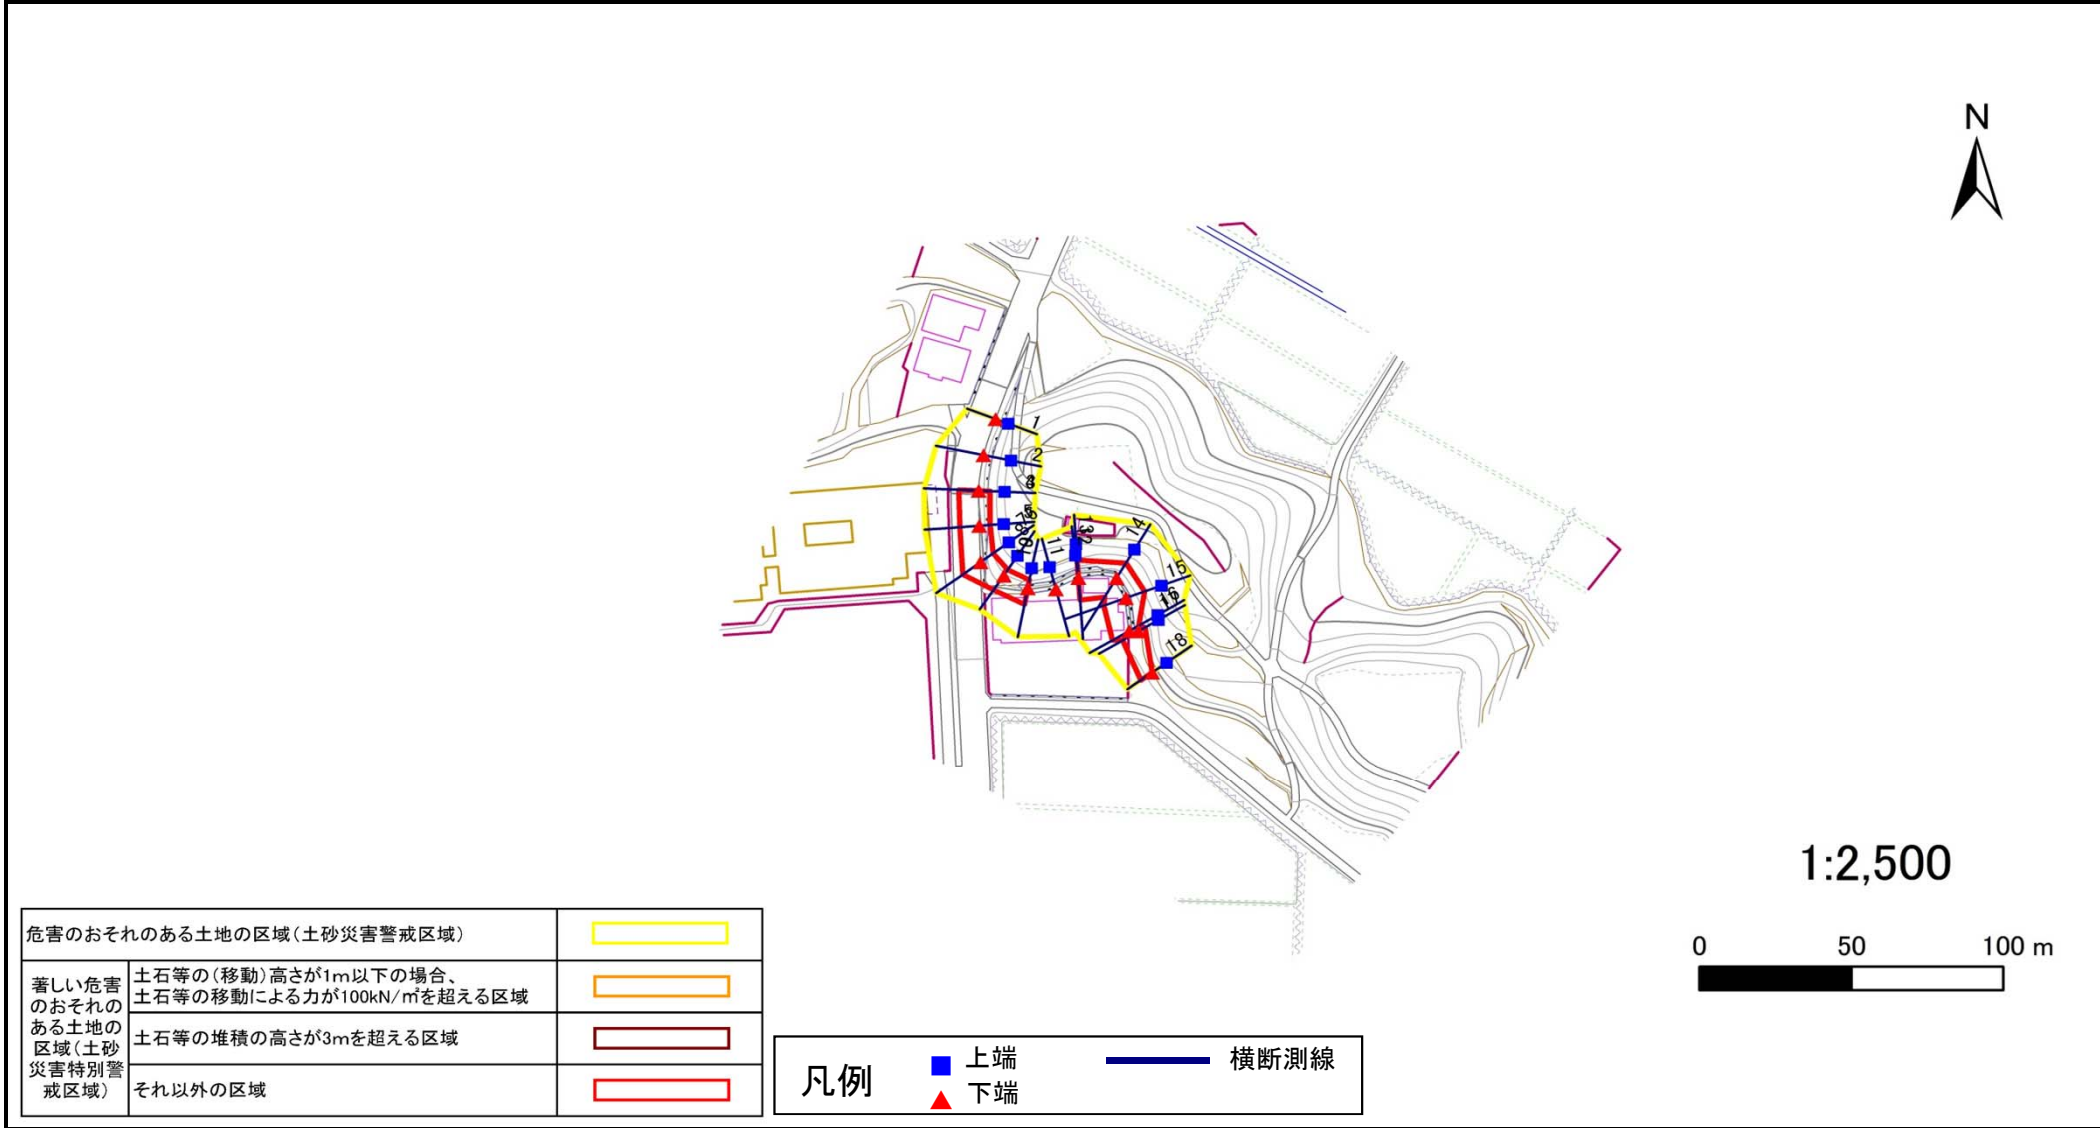 N
1
2
3
11
14
15
16
18
1:2,500
0 50 100 m
危害のおそれのある土地の区域(土砂災害警戒区域)
著しい危害
のおそれの
ある土地の
区域(土砂
災害特別警
戒区域)
土石等の(移動)高さが1m以下の場合、
土石等の移動による力が100kN/㎡を超える区域
土石等の堆積の高さが3mを超える区域
それ以外の区域
凡例
上端
下端
横断測線